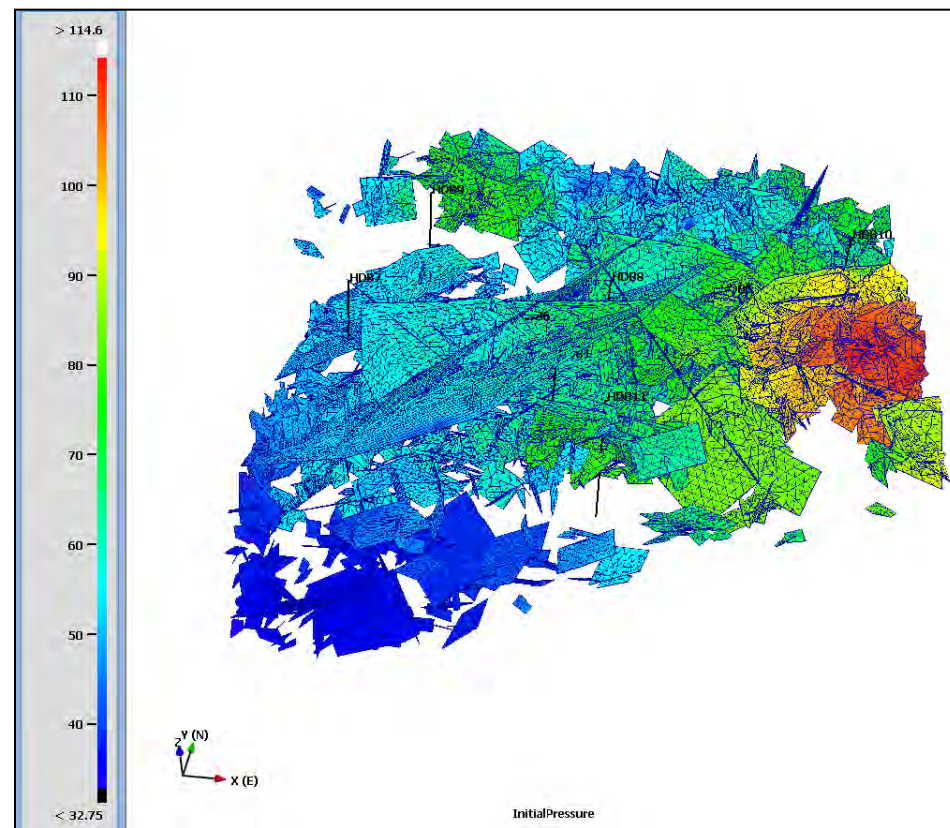 > 114.6
110
100
90
80
70
60
50
40
< 32.75
HDB9
HDB10
HDB7
HDB8
HDB11
Z
Y (N)
X (E)
InitialPressure